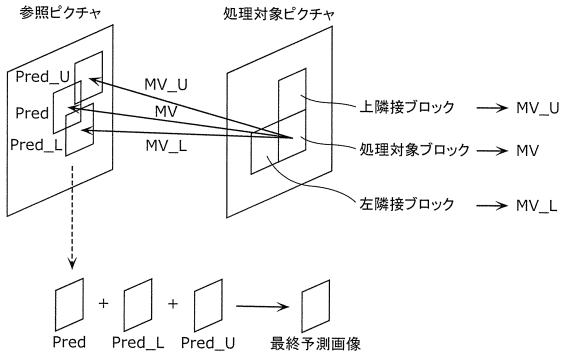 参照ピクチャ
処理対象ピクチャ
Pred_U
MV_U
Pred
MV
Pred_L
MV_L
上隣接ブロック
MV_U
処理対象ブロック
MV
左隣接ブロック
MV_L
+
+
Pred
Pred_L
Pred_U
最終予測画像